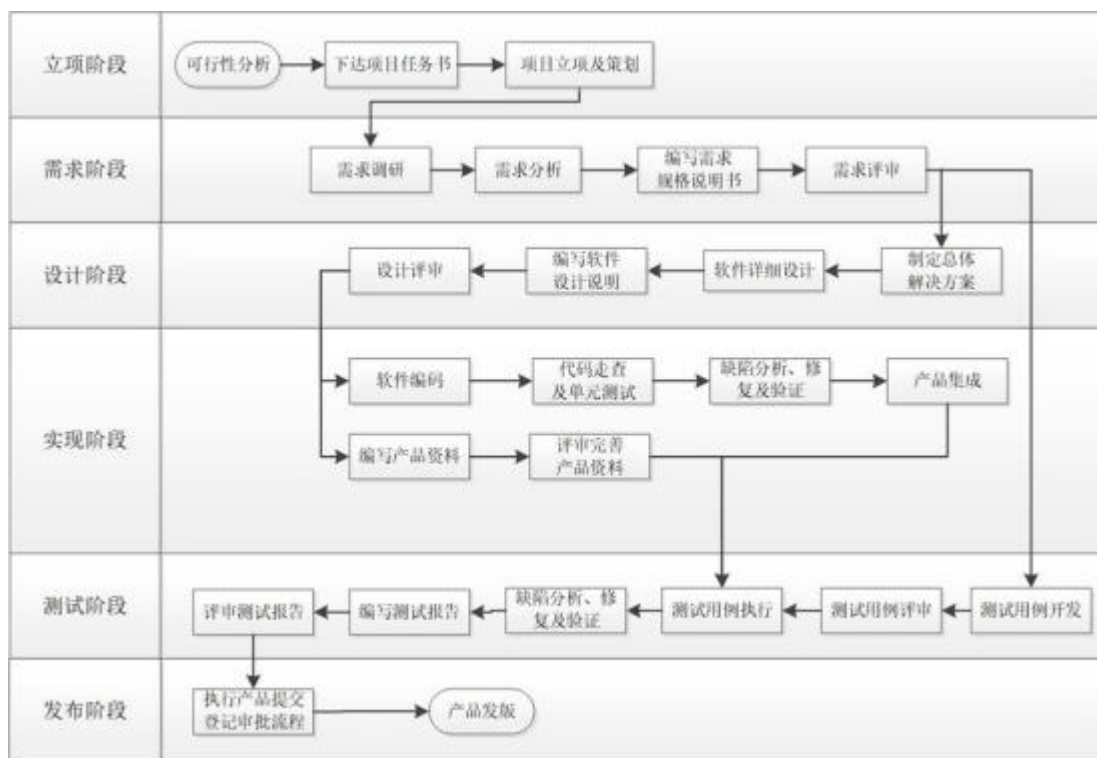 立项阶段
可行性分析
下达项目任务书
项目立项及策划
需求阶段
需求调研
需求分析
编写需求
规格说明书
需求评审
设计阶段
设计评审
编写软件
设计说明
软件详细设计
制定总体
解决方案
实现阶段
软件编码
代码走查
及单元测试
缺陷分析、修
复及验证
产品集成
编写产品资料
评审完善
产品资料
测试阶段
评审测试报告
编写测试报告
缺陷分析、修
复及验证
测试用例执行
测试用例评审
测试用例开发
发布阶段
执行产品提交
登记审批流程
产品发版